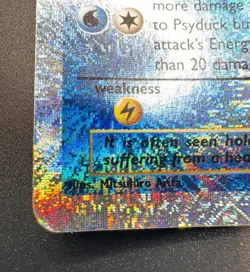 more damage
to Psyduck bu
attack's Energ
than 20 dama
weakness
It is often seen hol
suffering from a hea
Illus. Mitsuhiro Arita